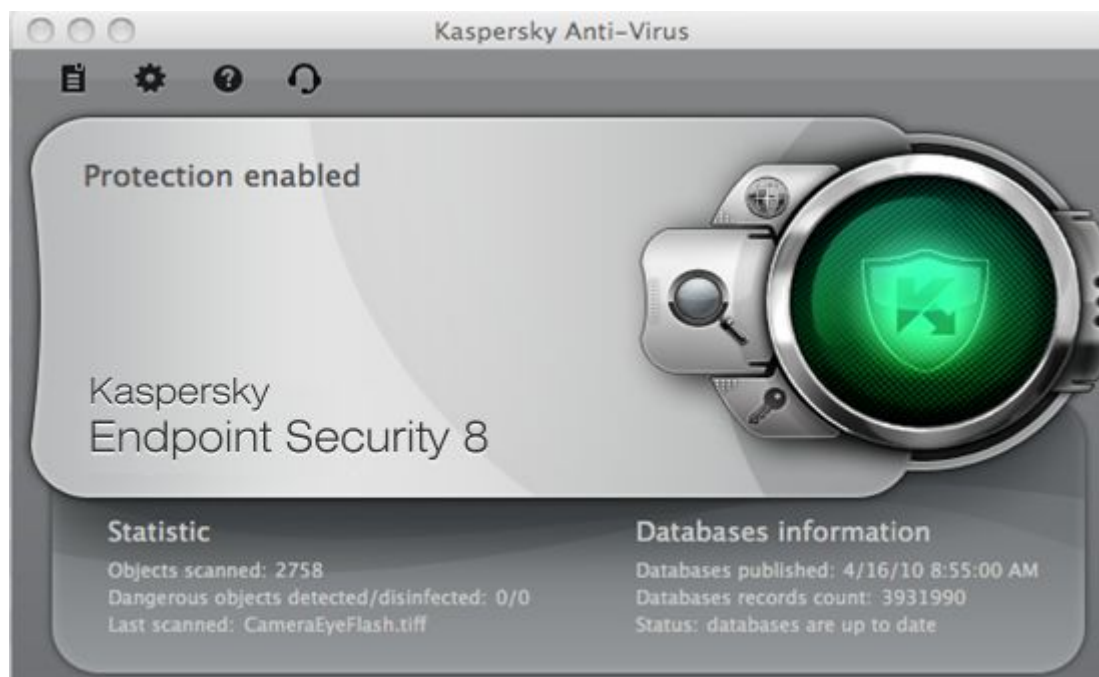 Kaspersky Anti-Virus
Protection enabled
Kaspersky
Endpoint Security 8
Statistic
Objects scanned: 2758
Dangerous objects detected/disinfected: 0/0
Last scanned: CameraEyeFlash.tiff
Databases information
Databases published: 4/16/10 8:55:00 AM
Databases records count: 3931990
Status: databases are up to date